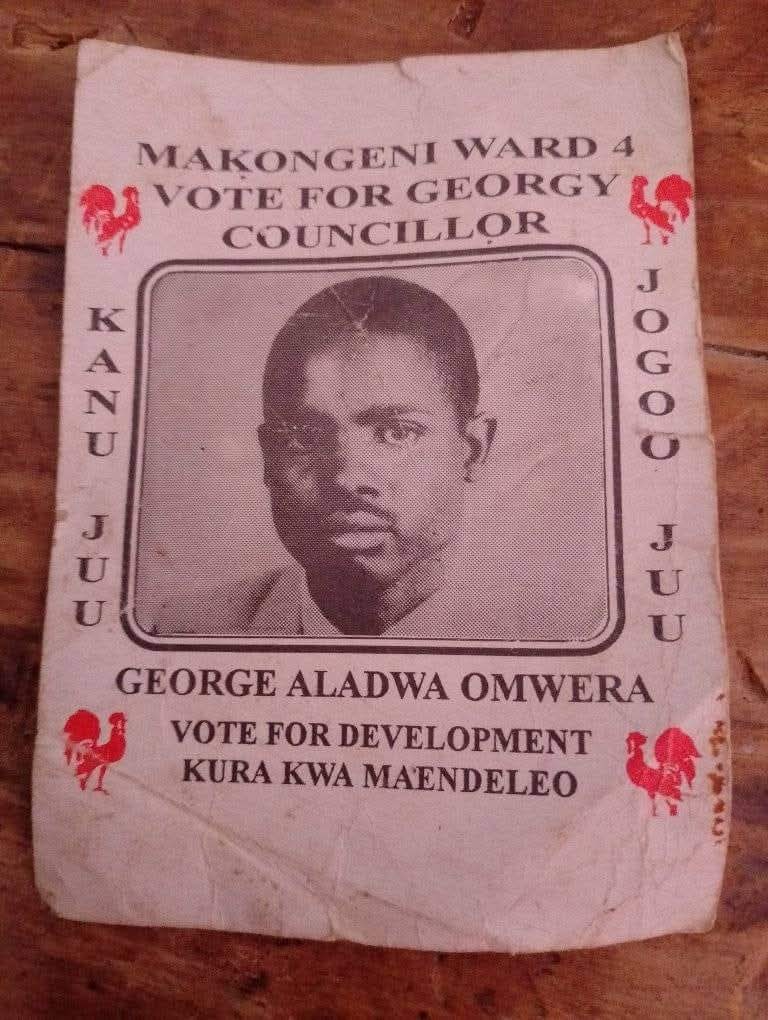 MAKONGENI WARD 4
VOTE FOR GEORGY
COUNCILLOR
KANU JUU
JOGOO JUU
GEORGE ALADWA OMWERA
VOTE FOR DEVELOPMENT
KURA KWA MAENDELEO